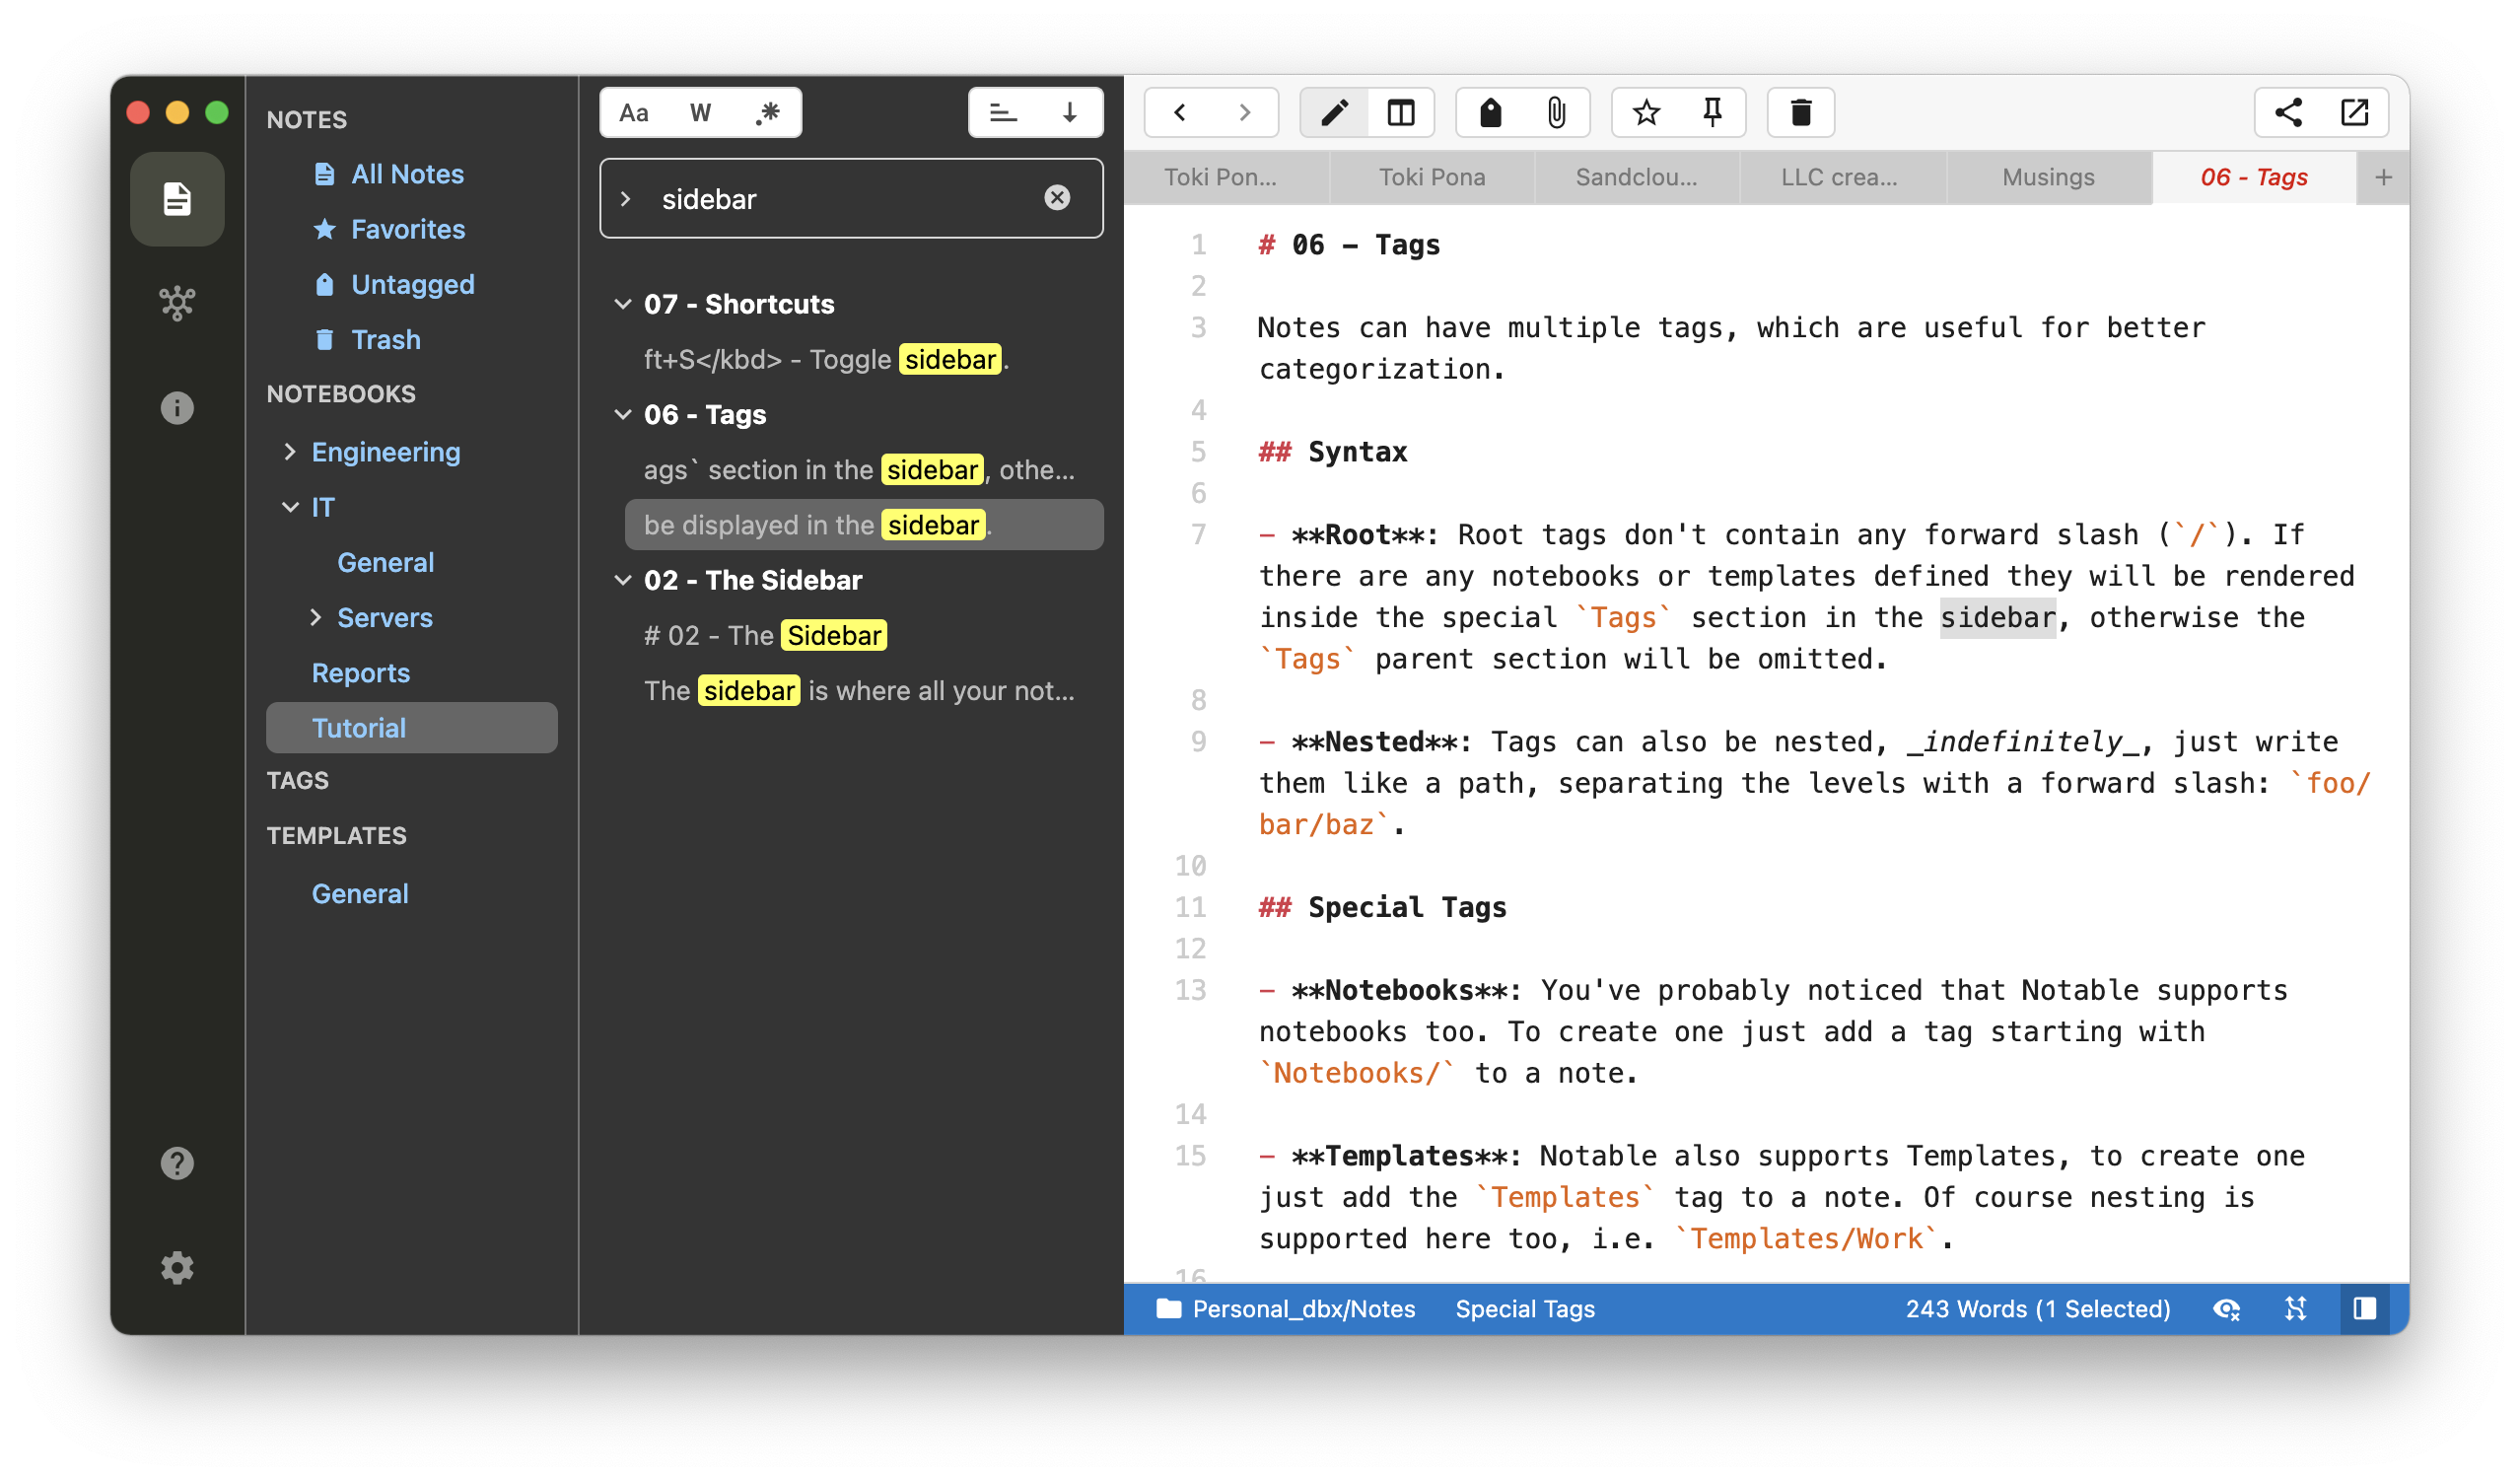 NOTES
All Notes
Favorites
Untagged
Trash
NOTEBOOKS
Engineering
IT
General
Servers
Reports
Tutorial
TAGS
TEMPLATES
General
Aa W .*
sidebar
07 - Shortcuts
ft+S</kbd> - Toggle sidebar.
06 - Tags
ags` section in the sidebar, othe...
be displayed in the sidebar.
02 - The Sidebar
# 02 - The Sidebar
The sidebar is where all your not...
Toki Pon... Toki Pona Sandclou... LLC crea... Musings 06 - Tags +
1 # 06 - Tags
2
3 Notes can have multiple tags, which are useful for better
categorization.
4
5 ## Syntax
6
7 - **Root**: Root tags don't contain any forward slash (`/`). If
there are any notebooks or templates defined they will be rendered
inside the special `Tags` section in the sidebar, otherwise the
`Tags` parent section will be omitted.
8
9 - **Nested**: Tags can also be nested, _indefinitely_, just write
them like a path, separating the levels with a forward slash: `foo/
bar/baz`.
10
11 ## Special Tags
12
13 - **Notebooks**: You've probably noticed that Notable supports
notebooks too. To create one just add a tag starting with
`Notebooks/` to a note.
14
15 - **Templates**: Notable also supports Templates, to create one
just add the `Templates` tag to a note. Of course nesting is
supported here too, i.e. `Templates/Work`.
16
Personal_dbx/Notes Special Tags 243 Words (1 Selected)